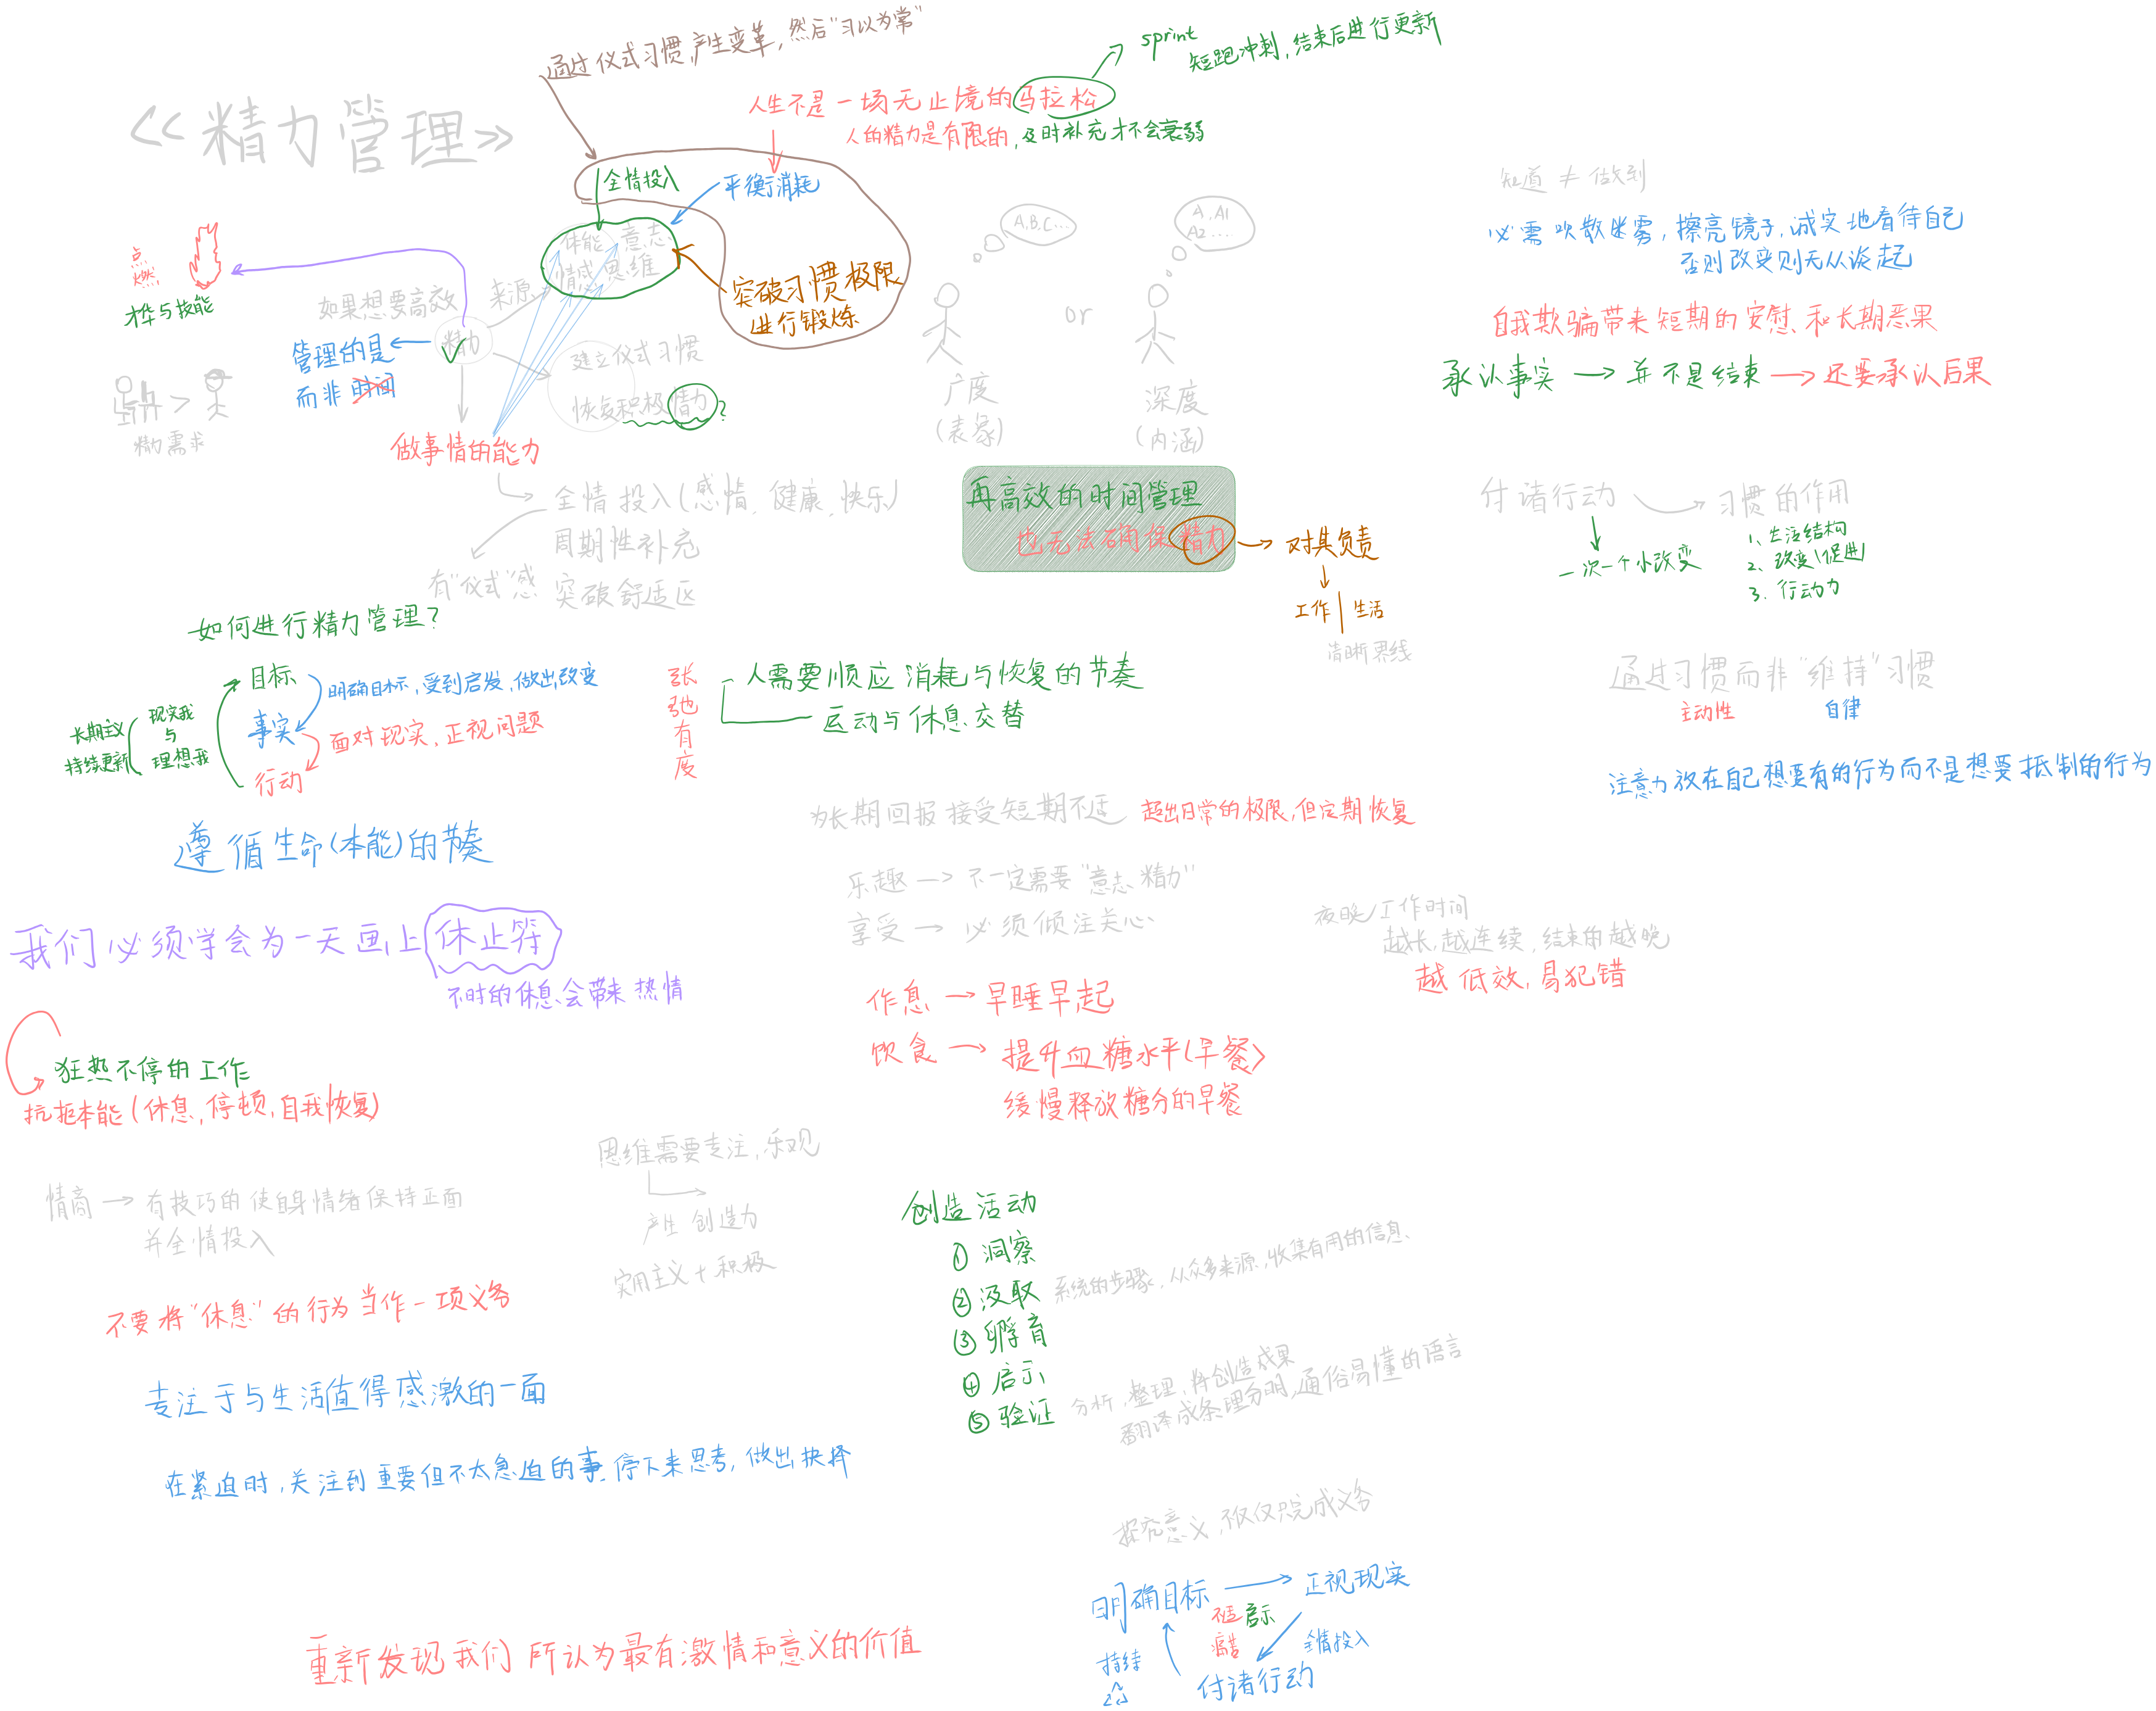 通过仪式习惯,产生变革,然后"习以为常"
sprint
短跑冲刺,结束后进行更新
人生不是一场无止境的马拉松
人的精力是有限的,及时补充才不会衰弱
<<精力管理>>
全情投入
平衡消耗
体能 意志
情感 思维
突破习惯极限
进行锻炼
点燃
才华与技能
如果想要高效
来源
精力
管理的是
而非时间
精力需求
建立仪式习惯
恢复积极精力?
做事情的能力
全情投入(感情、健康、快乐)
周期性补充
有"仪式"感 突破舒适区
A.B.C...
A.A1
A2...
or
广度
(表象)
深度
(内涵)
知道 ≠ 做到
必需吹散迷雾,擦亮镜子,诚实地看待自己
否则改变则无从谈起
自我欺骗带来短期的安慰、和长期恶果
承认事实 → 并不是结束 → 还要承认后果
再高效的时间管理
也无法确保精力
对其负责
工作|生活
清晰界线
付诸行动
习惯的作用
一次一个小改变
1、生活结构
2、改变(促进)
3、行动力
通过习惯而非"维持"习惯
主动性
自律
注意力放在自己想要有的行为而不是想要抵制的行为
如何进行精力管理?
目标
明确目标,受到启发,做出改变
事实
面对现实,正视问题
行动
长期主义
持续更新
现实我
与
理想我
张弛有度
人需要顺应消耗与恢复的节奏
运动与休息交替
为长期回报接受短期不适
超出日常的极限,但定期恢复
遵循生命(本能)的节奏
乐趣 → 不一定需要"意志精力"
享受 → 必须倾注关心
夜晚/工作时间
越长,越连续,结束的越晚
越低效,易犯错
我们必须学会为一天画上休止符
不时的休息会带来热情
作息 → 早睡早起
饮食 → 提升血糖水平(早餐)
缓慢释放糖分的早餐
狂热不停的工作
抗拒本能(休息,停顿,自我恢复)
思维需要专注,乐观
产生创造力
实用主义+积极
情商 → 有技巧的使自身情绪保持正面
并全情投入
不要将"休息"的行为当作一项义务
专注于与生活值得感激的一面
在紧迫时,关注到重要但不太急迫的事,停下来思考,做出抉择
创造活动
① 洞察
② 汲取
系统的步骤,从众多来源,收集有用的信息
③ 孵育
④ 启示
⑤ 验证
分析,整理,将创造成果
翻译成条理分明,通俗易懂的语言
探究意义,不仅仅完成义务
明确目标
正视现实
不适
启示
痛苦
全情投入
持续
付诸行动
重新发现我们所认为最有激情和意义的价值